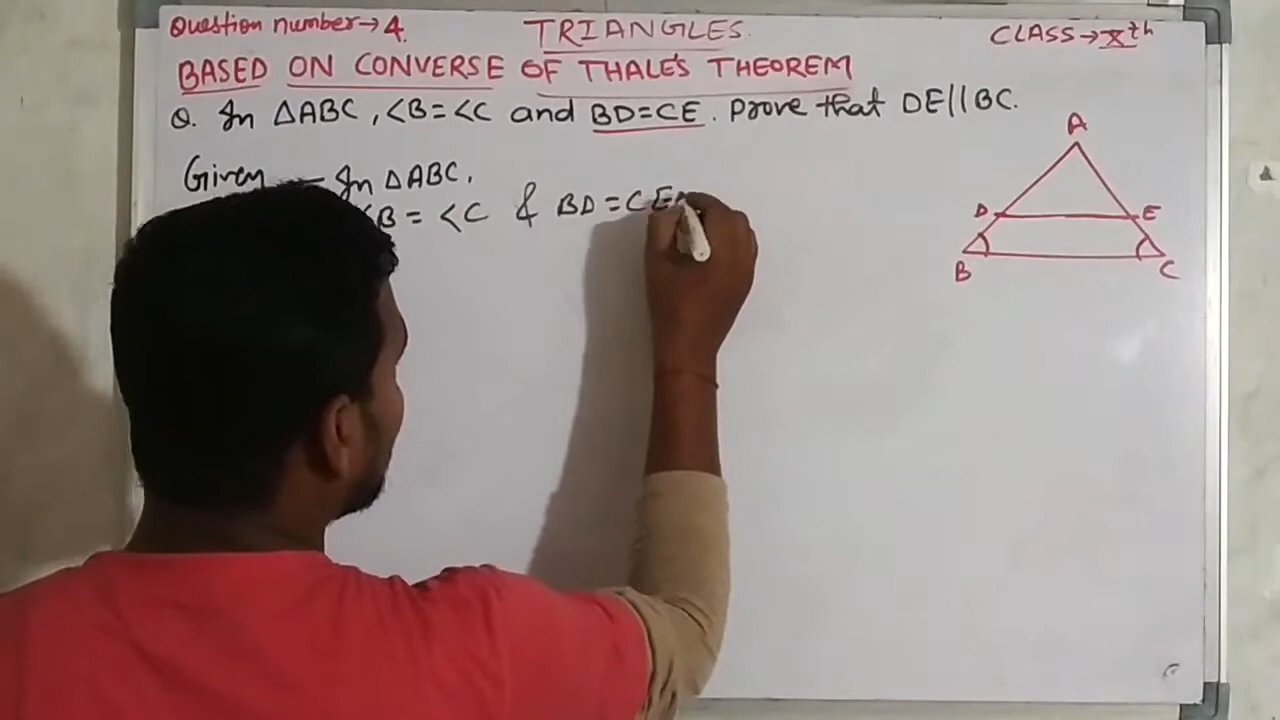 Question number→4.
TRIANGLES.
CLASS→Xth
BASED ON CONVERSE OF THALE'S THEOREM
Q. In ΔABC, <B=<C and BD=CE. Prove that DE||BC.
Given — In ΔABC,
<B = <C & BD=CE
A
D E
B C